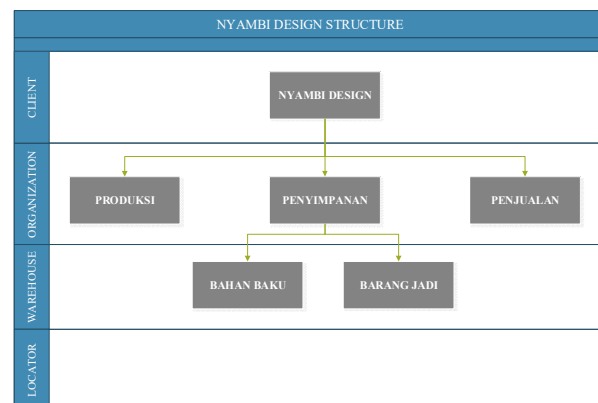 NYAMBI DESIGN STRUCTURE
CLIENT
NYAMBI DESIGN
ORGANIZATION
PRODUKSI
PENYIMPANAN
PENJUALAN
WAREHOUSE
BAHAN BAKU
BARANG JADI
LOCATOR